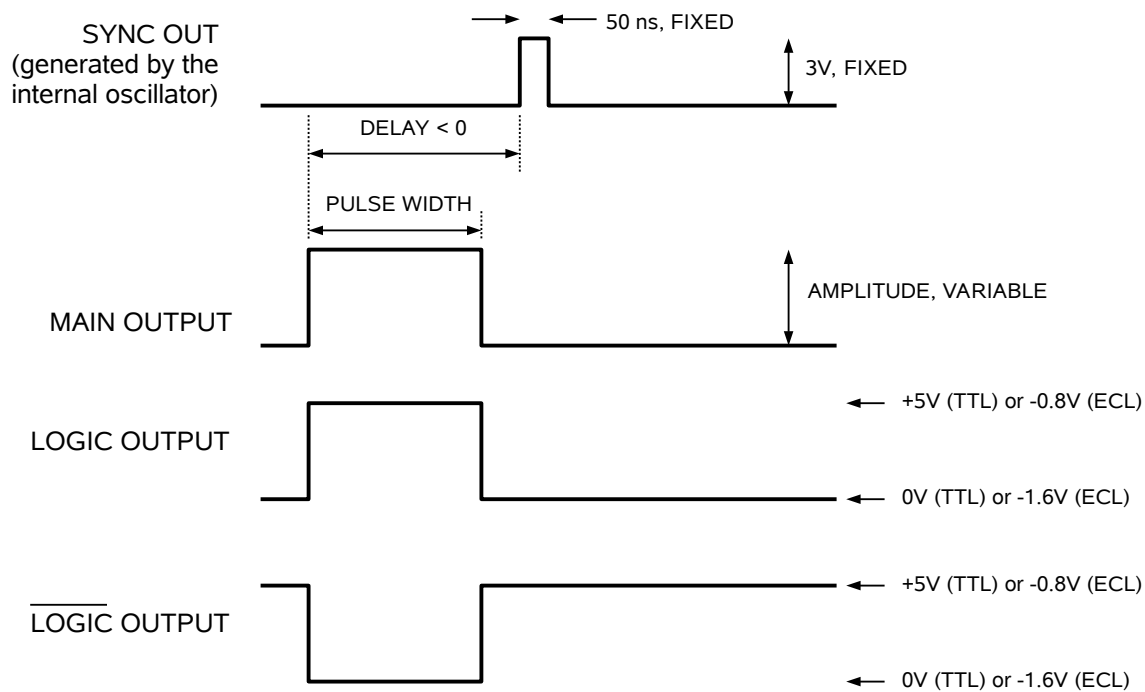 50 ns, FIXED
SYNC OUT
(generated by the
internal oscillator)
3V, FIXED
DELAY < 0
PULSE WIDTH
AMPLITUDE, VARIABLE
MAIN OUTPUT
+5V (TTL) or -0.8V (ECL)
LOGIC OUTPUT
0V (TTL) or -1.6V (ECL)
+5V (TTL) or -0.8V (ECL)
LOGIC OUTPUT
0V (TTL) or -1.6V (ECL)